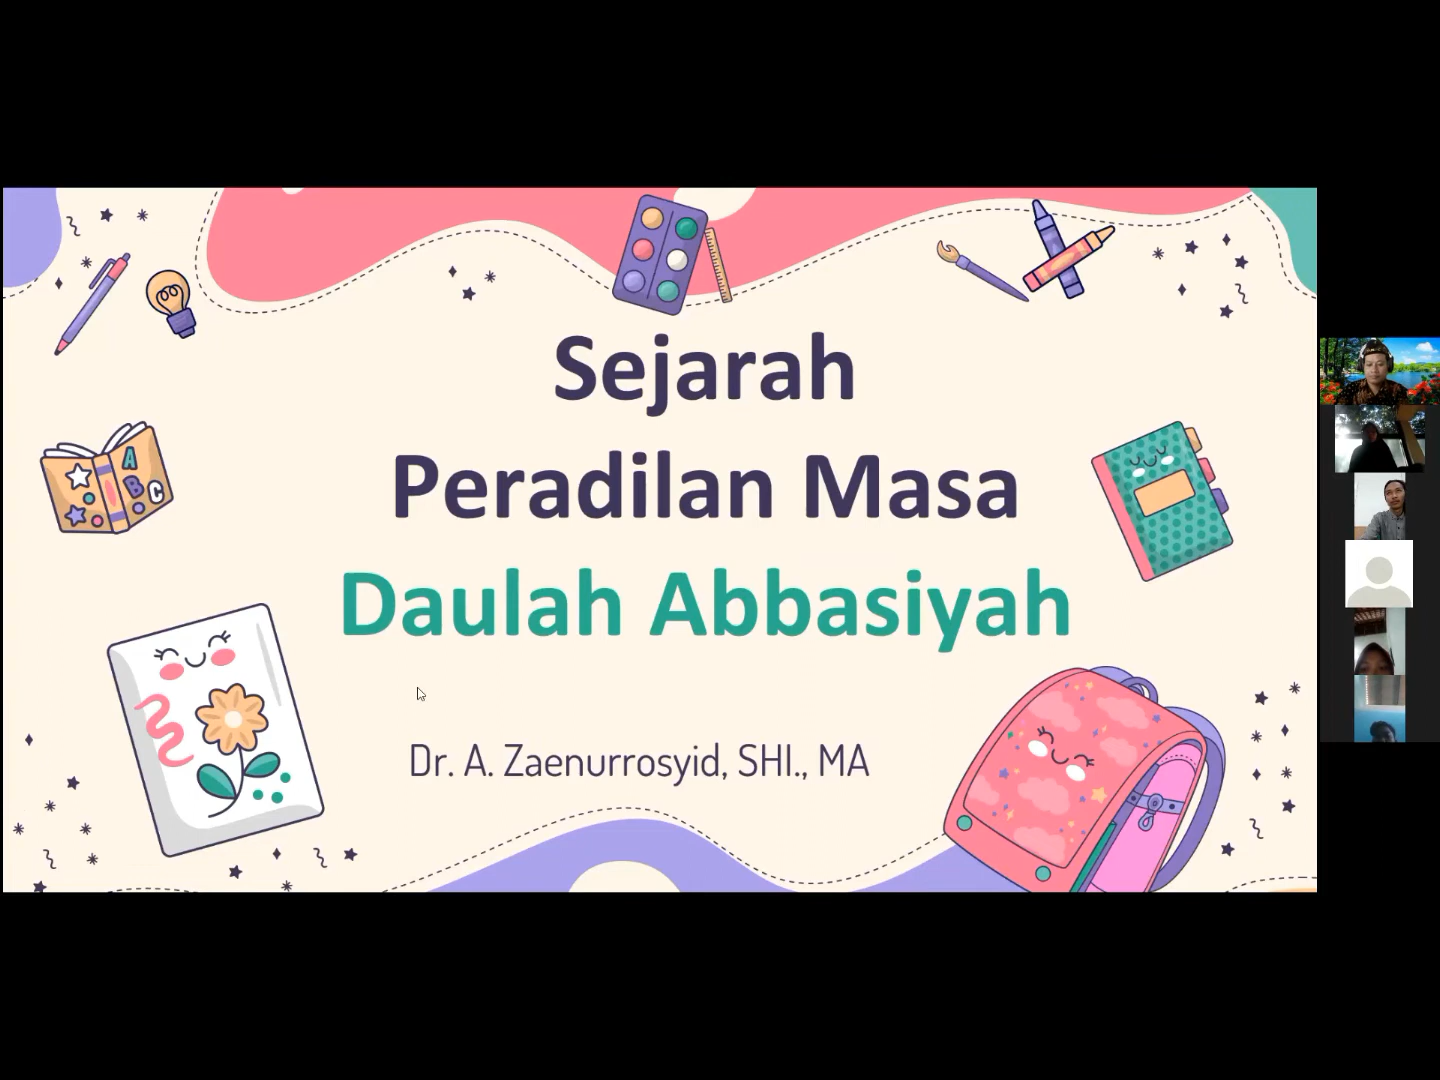 Sejarah
Peradilan Masa
Daulah Abbasiyah
Dr. A. Zaenurrosyid, SHI., MA
A
B
C